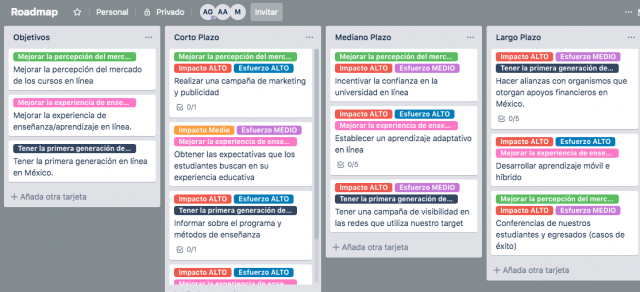 Roadmap
Personal
Privado
AG
AA
M
Invitar
Objetivos
Mejorar la percepción del merc...
Mejorar la percepción del mercado
de los cursos en línea
Mejorar la experiencia de ense...
Mejorar la experiencia de
enseñanza/aprendizaje en línea.
Tener la primera generación de...
Tener la primera generación en línea
en México.
+ Añada otra tarjeta
Corto Plazo
Mejorar la percepción del merc...
Impacto ALTO
Esfuerzo ALTO
Realizar una campaña de marketing
y publicidad
0/1
Impacto Medio
Esfuerzo MEDIO
Mejorar la experiencia de ense...
Obtener las expectativas que los
estudiantes buscan en su
experiencia educativa
Impacto ALTO
Esfuerzo ALTO
Tener la primera generación de...
Informar sobre el programa y
métodos de enseñanza
0/1
Impacto ALTO
Esfuerzo ALTO
Mejorar la experiencia de ense...
Mediano Plazo
Mejorar la percepción del merc...
Impacto ALTO
Esfuerzo MEDIO
Incentivar la confianza en la
universidad en línea
Impacto ALTO
Esfuerzo ALTO
Mejorar la experiencia de ense...
Establecer un aprendizaje adaptativo
en línea
0/5
Impacto ALTO
Esfuerzo MEDIO
Tener la primera generación de...
Tener una campaña de visibilidad en
las redes que utiliza nuestro target
+ Añada otra tarjeta
Largo Plazo
Impacto ALTO
Esfuerzo MEDIO
Tener la primera generación de...
Hacer alianzas con organismos que
otorgan apoyos financieros en
México.
0/5
Impacto ALTO
Esfuerzo ALTO
Mejorar la experiencia de ense...
Desarrollar aprendizaje móvil e
híbrido
Mejorar la percepción del merc...
Impacto ALTO
Esfuerzo MEDIO
Conferencias de nuestros
estudiantes y egresados (casos de
éxito)
+ Añada otra tarjeta